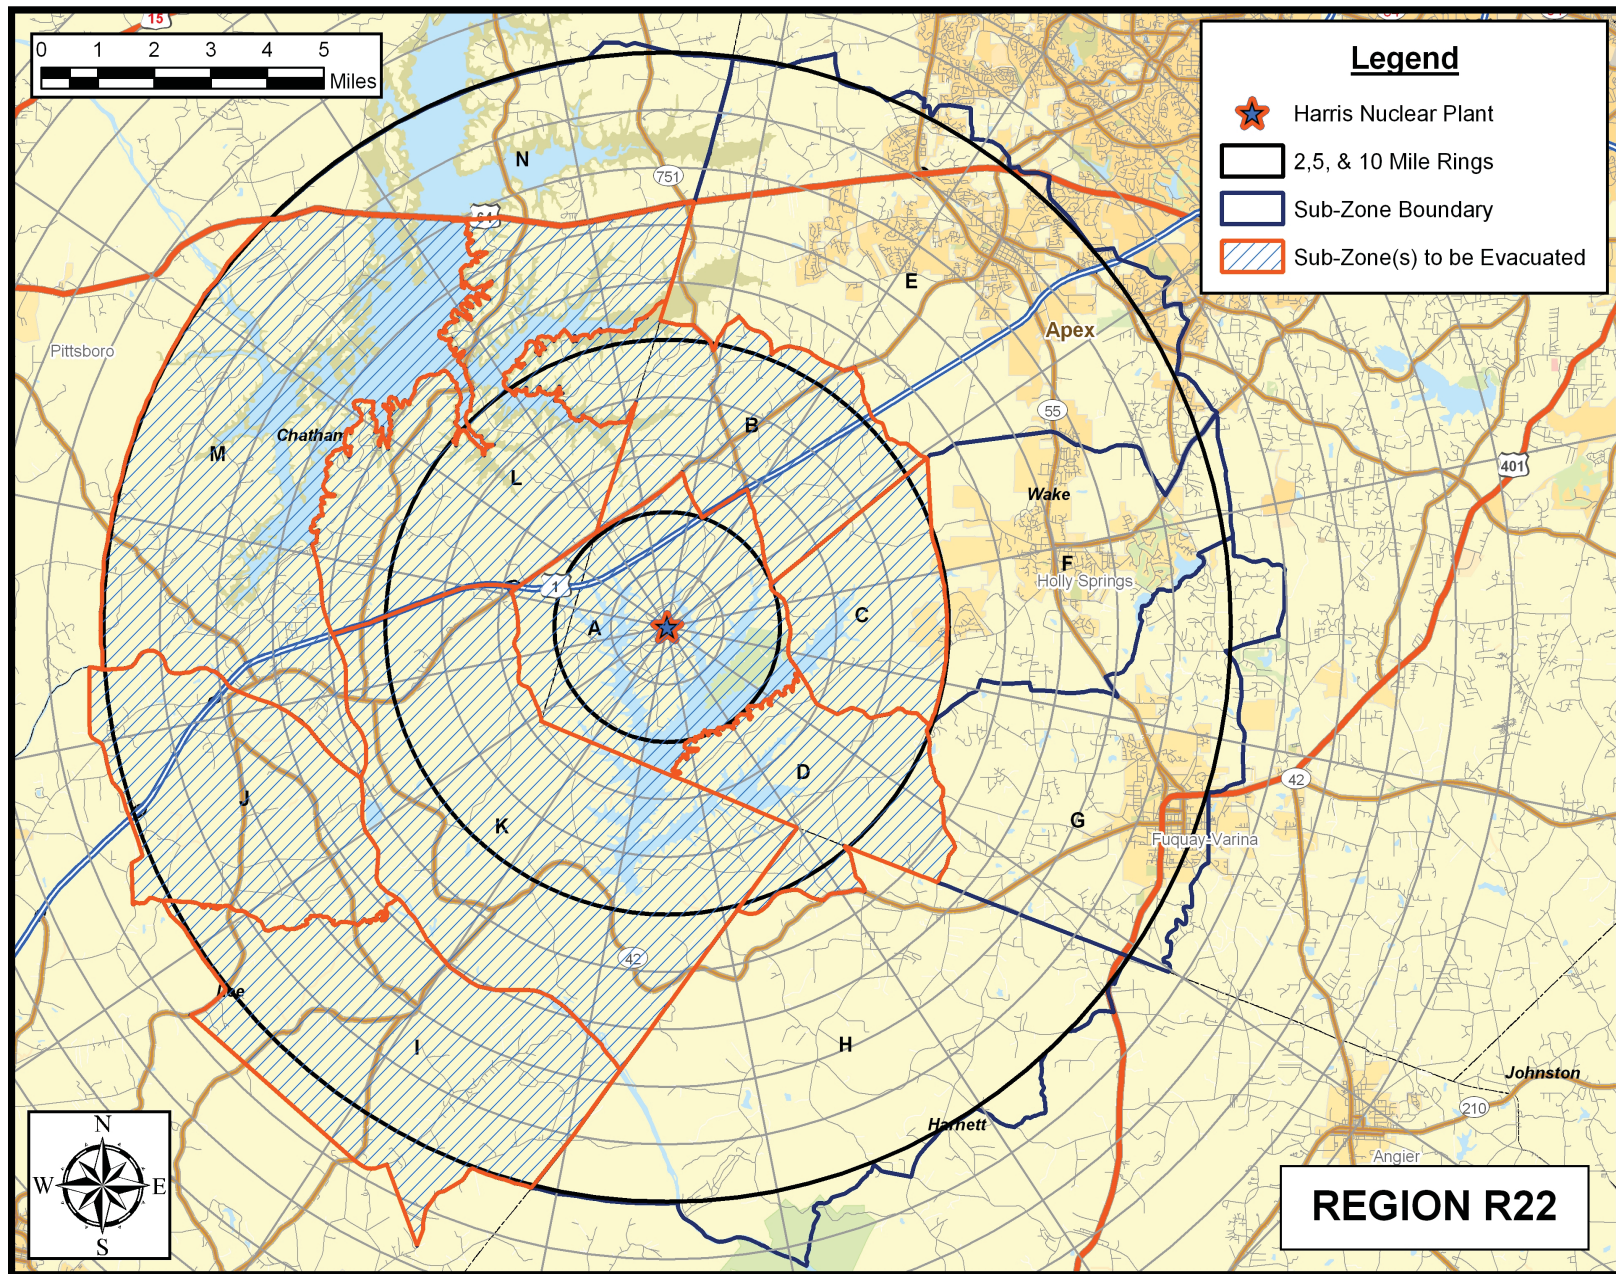 15
0 1 2 3 4 5
Miles
Legend
Harris Nuclear Plant
2,5, & 10 Mile Rings
Sub-Zone Boundary
Sub-Zone(s) to be Evacuated
N
751
64
E
Apex
Pittsboro
55
B
Chatham
M
L
401
Wake
F
Holly Springs
1
A
C
D
42
J
K
G
Fuquay-Varina
42
Lee
I
H
Johnston
210
Harnett
Angier
N
W E
S
REGION R22